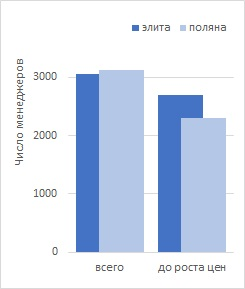 элита поляна
Число менеджеров
3000
2000
1000
0
всего до роста цен